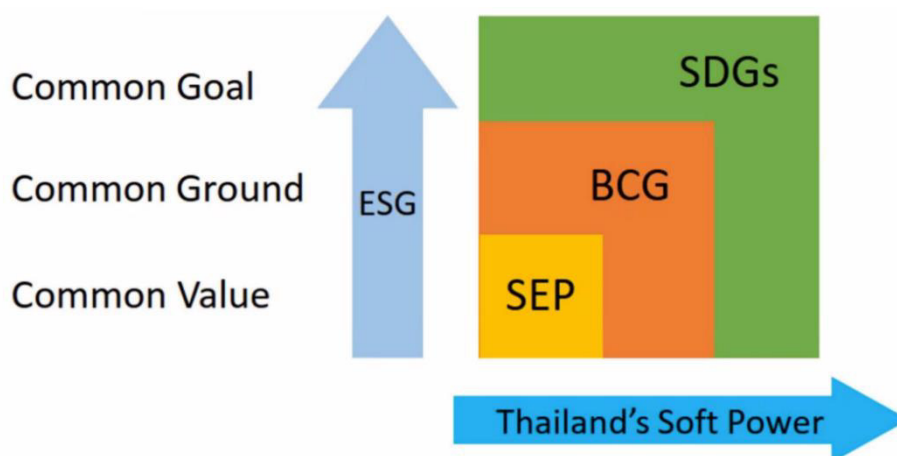 Common Goal
Common Ground
Common Value
ESG
SDGs
BCG
SEP
Thailand's Soft Power